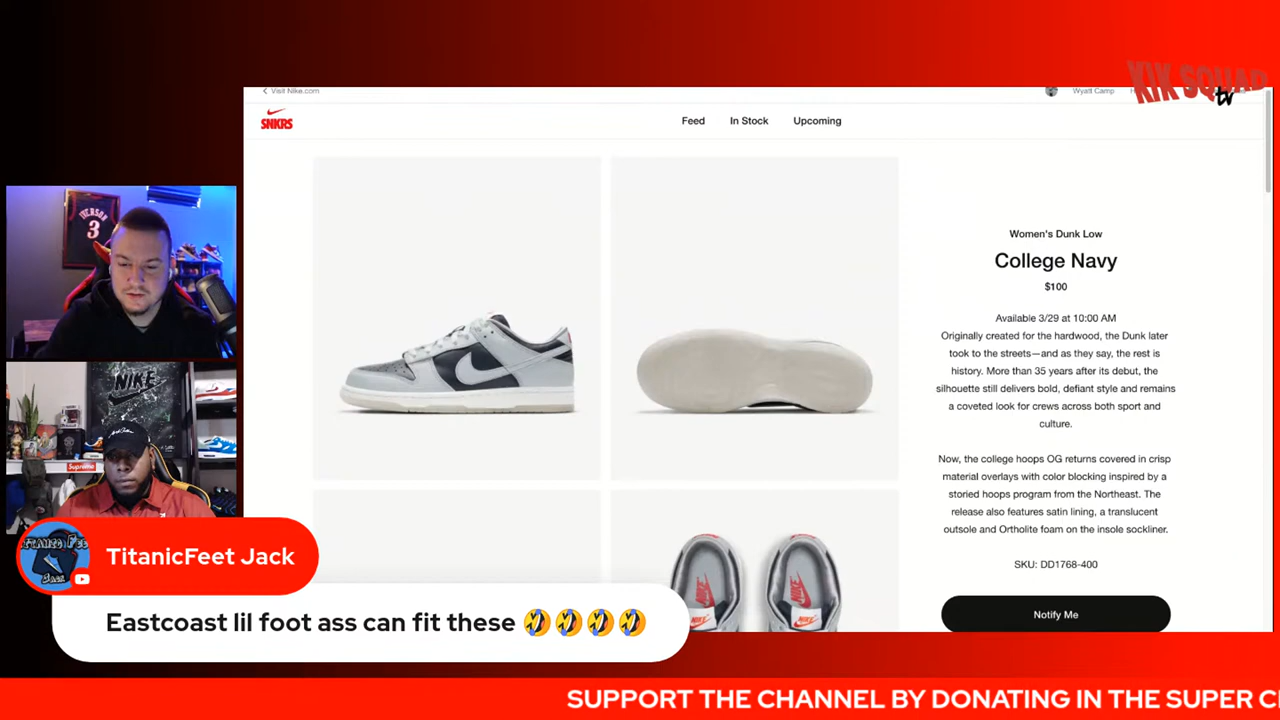 KIK SQUAD
tv
Visit Nike.com
Wyatt Camp
SNKRS
Feed
In Stock
Upcoming
IVERSON
3
Women's Dunk Low
College Navy
$100
Available 3/29 at 10:00 AM
Originally created for the hardwood, the Dunk later
took to the streets—and as they say, the rest is
history. More than 35 years after its debut, the
silhouette still delivers bold, defiant style and remains
a coveted look for crews across both sport and
culture.
Now, the college hoops OG returns covered in crisp
material overlays with color blocking inspired by a
storied hoops program from the Northeast. The
release also features satin lining, a translucent
outsole and Ortholite foam on the insole sockliner.
SKU: DD1768-400
Notify Me
NIKE
Supreme
NIKE
NIKE
TitanicFeet Jack
Eastcoast lil foot ass can fit these 🤣🤣🤣🤣
SUPPORT THE CHANNEL BY DONATING IN THE SUPER C